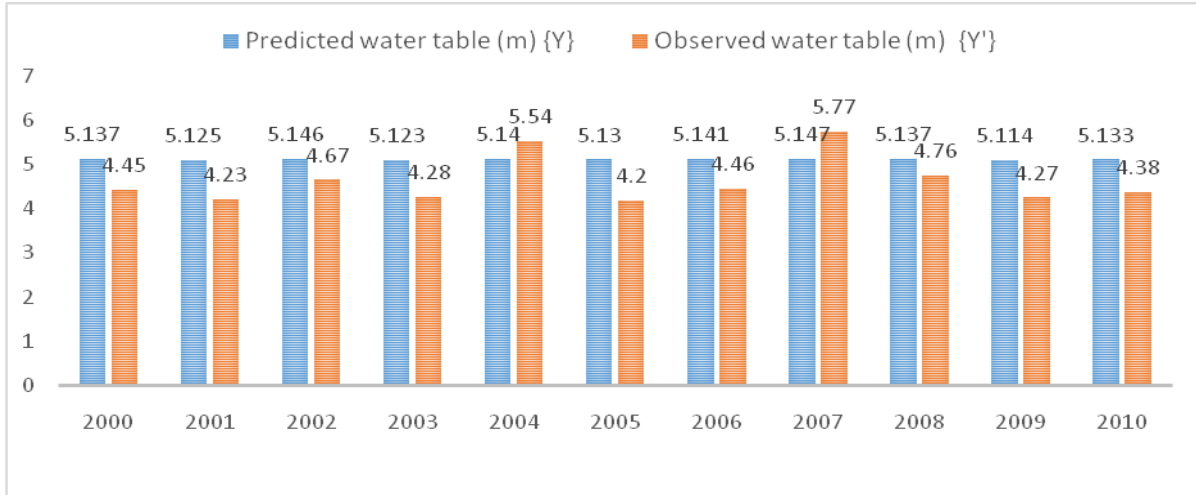 Predicted water table (m) {Y} Observed water table (m) {Y'}
7
6
5
4
3
2
1
0
5.137 4.45 5.125 4.23 5.146 4.67 5.123 4.28 5.14 5.54 5.13 4.2 5.141 4.46 5.147 5.77 5.137 4.76 5.114 4.27 5.133 4.38
2000 2001 2002 2003 2004 2005 2006 2007 2008 2009 2010